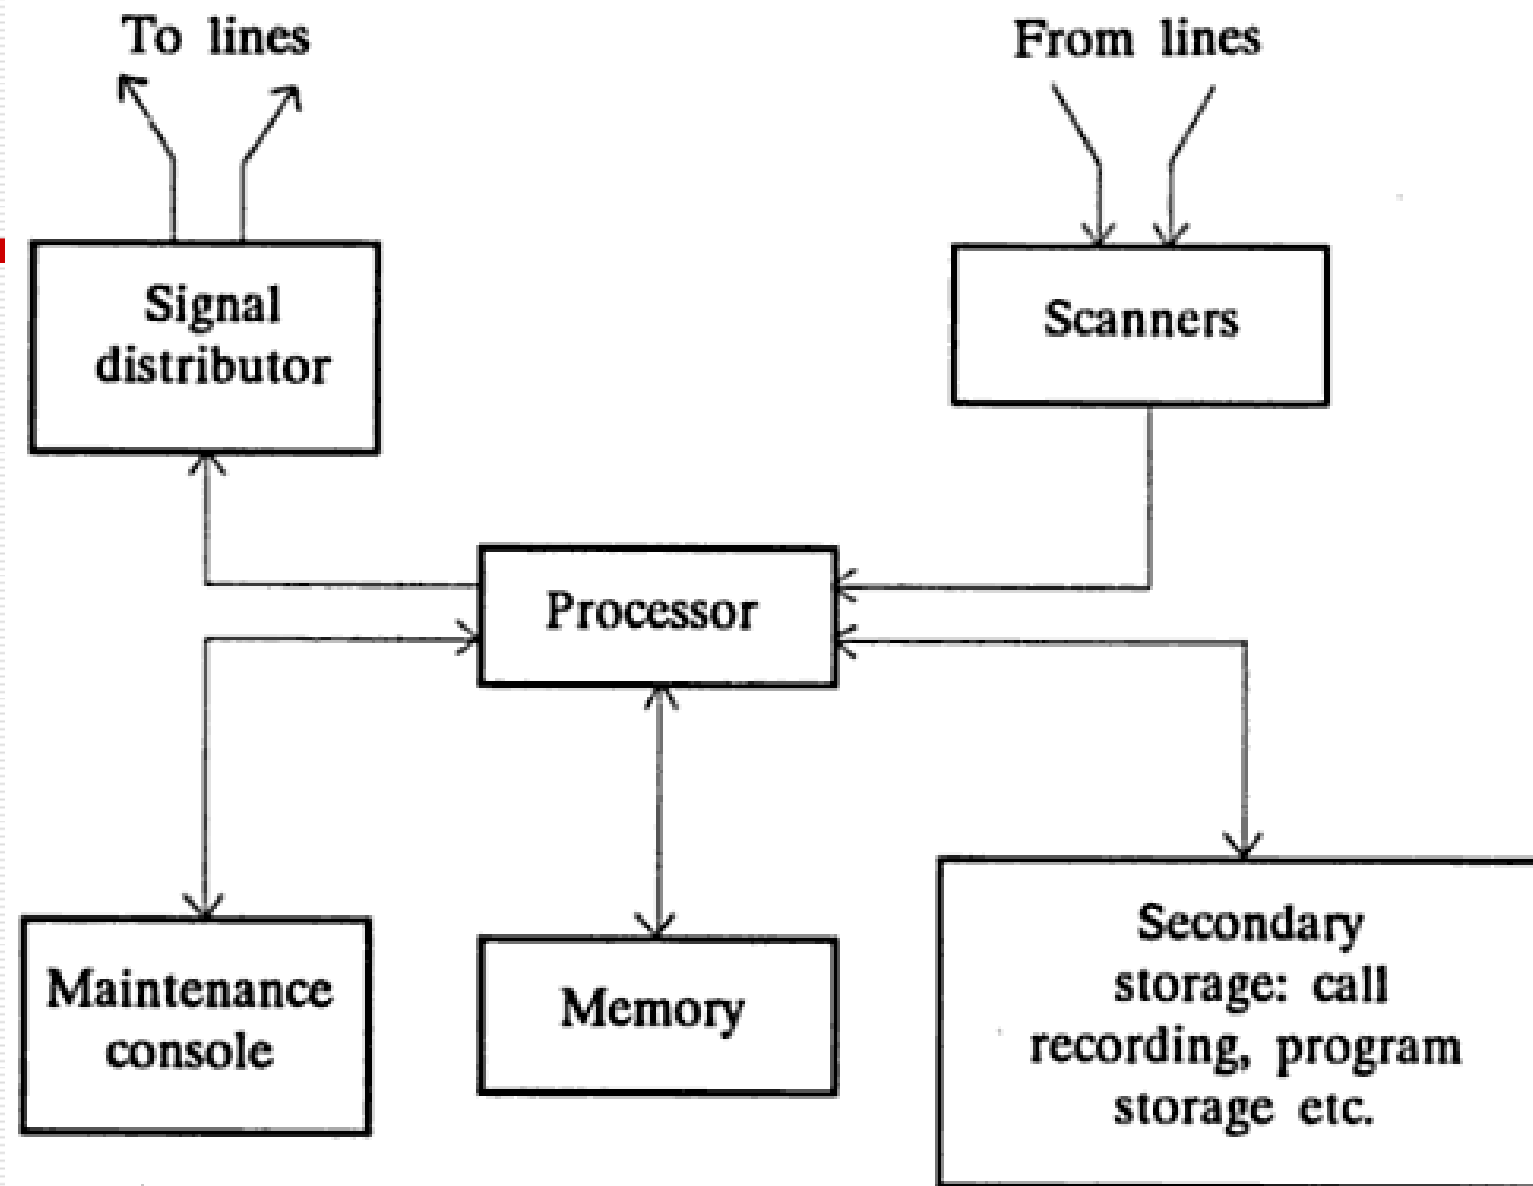 To lines
From lines
Signal
distributor
Scanners
Processor
Maintenance
console
Memory
Secondary
storage: call
recording, program
storage etc.